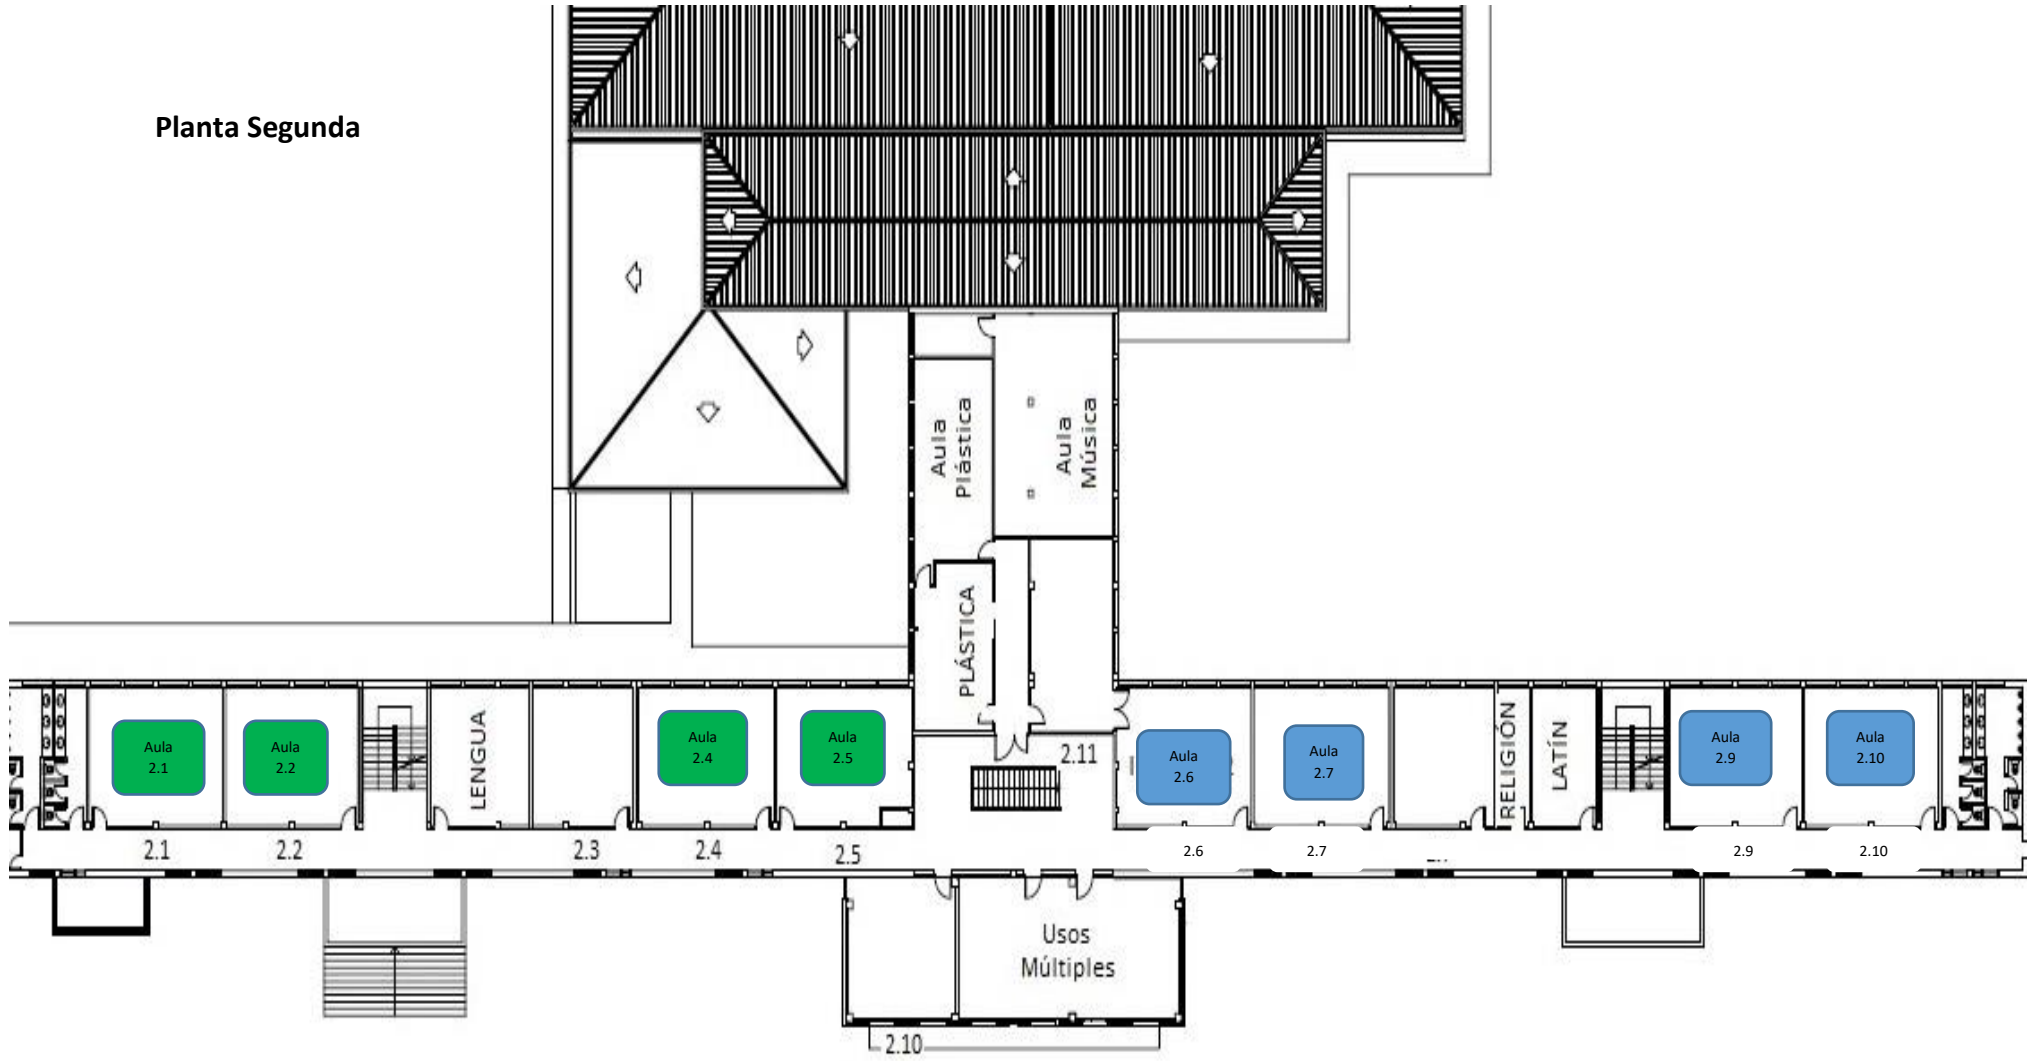 Planta Segunda
Aula
Plástica
Aula
Música
PLÁSTICA
LENGUA
RELIGIÓN
LATÍN
Aula
2.1
Aula
2.2
Aula
2.4
Aula
2.5
2.11
Aula
2.6
Aula
2.7
Aula
2.9
Aula
2.10
2.1
2.2
2.3
2.4
2.5
2.6
2.7
2.9
2.10
Usos
Múltiples
2.10